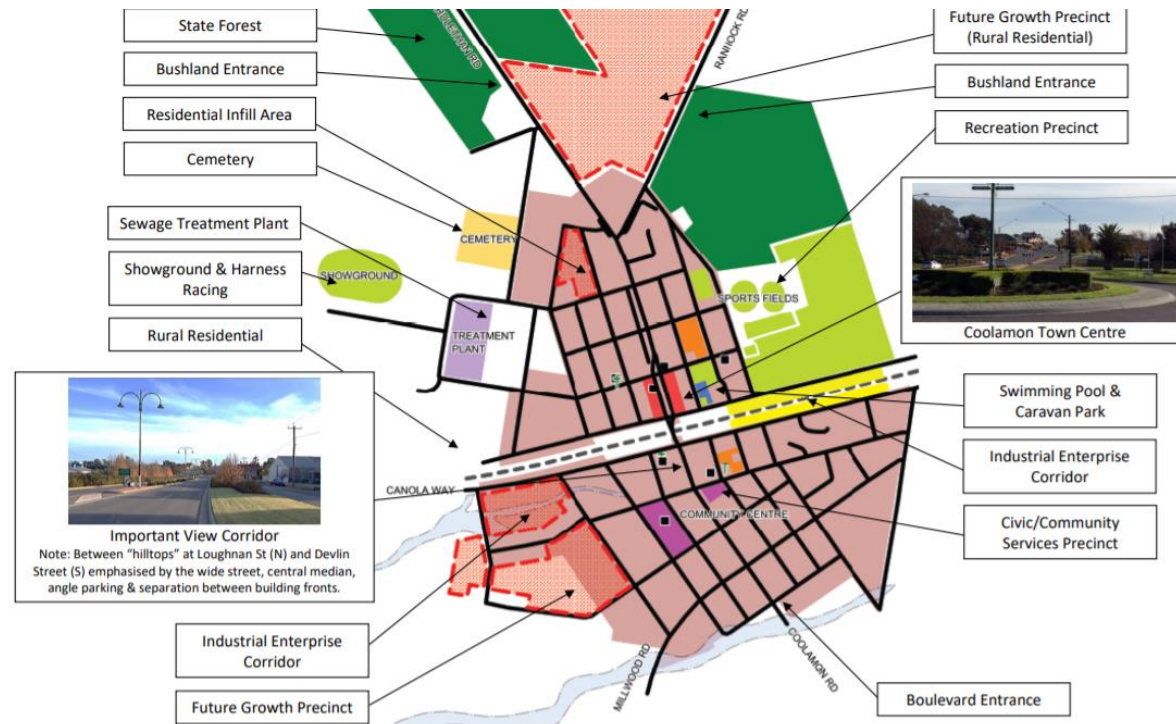 State Forest
Bushland Entrance
Residential Infill Area
Cemetery
Sewage Treatment Plant
Showground & Harness
Racing
Rural Residential
Important View Corridor
Note: Between “hilltops” at Loughnan St (N) and Devlin
Street (S) emphasised by the wide street, central median,
angle parking & separation between building fronts.
Industrial Enterprise
Corridor
Future Growth Precinct
RANNOCK RD
CEMETERY
SHOWGROUND
TREATMENT
PLANT
SPORTS FIELDS
CANOLA WAY
COMMUNITY CENTRE
MILLWOOD RD
COOLAMON RD
Future Growth Precinct
(Rural Residential)
Bushland Entrance
Recreation Precinct
Coolamon Town Centre
Swimming Pool &
Caravan Park
Industrial Enterprise
Corridor
Civic/Community
Services Precinct
Boulevard Entrance